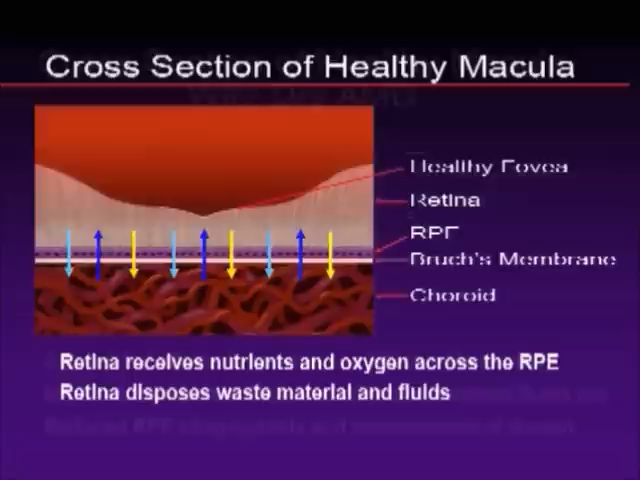 Cross Section of Healthy Macula
Healthy Fovea
Retina
RPE
Bruch's Membrane
Choroid
Retina receives nutrients and oxygen across the RPE
Retina disposes waste material and fluids